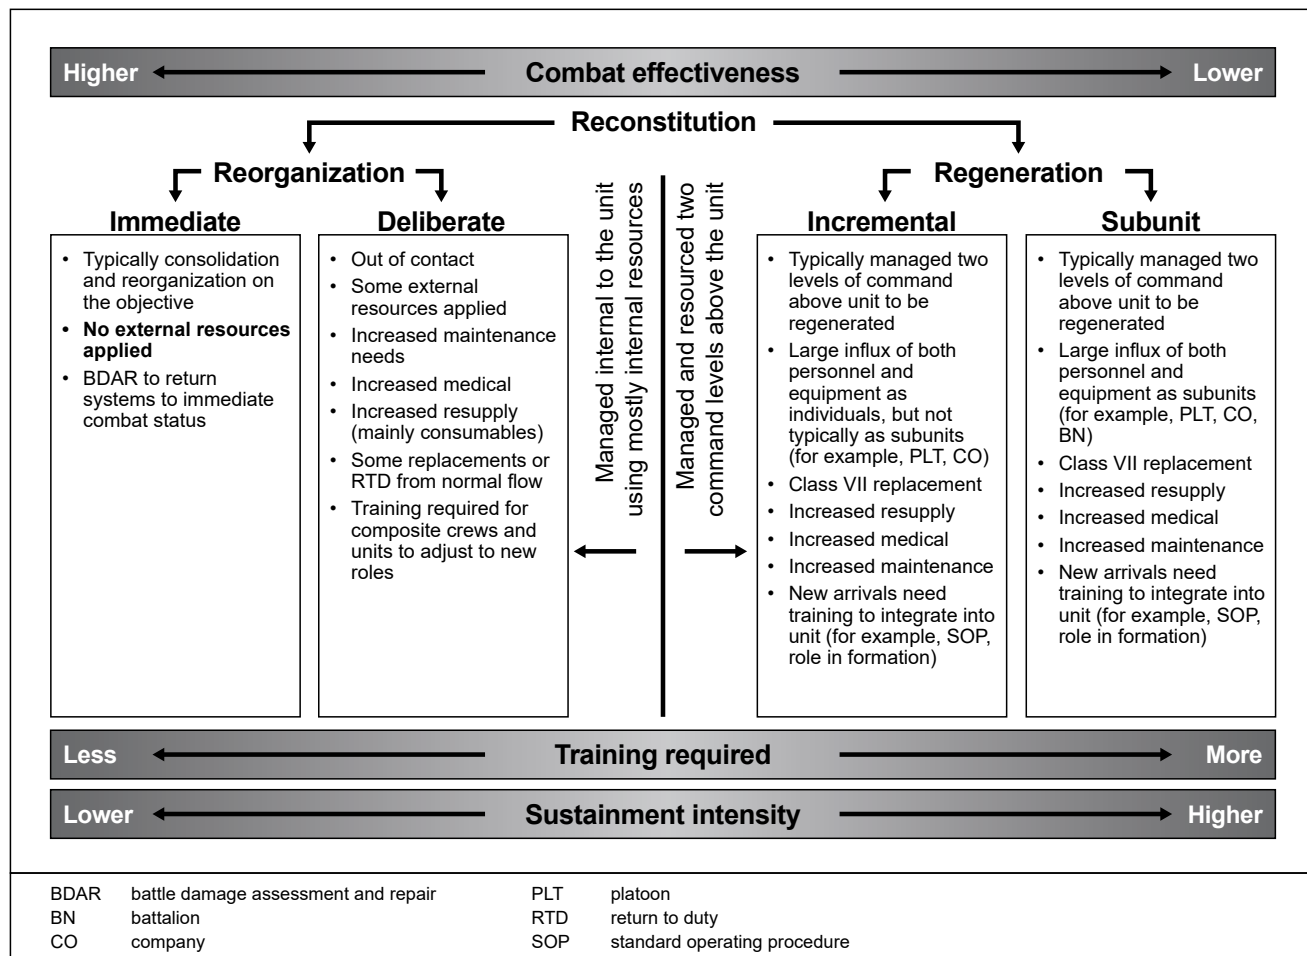 Higher Combat effectiveness Lower
Reconstitution
Reorganization
Regeneration
Immediate
• Typically consolidation
and reorganization on
the objective
• No external resources
applied
• BDAR to return
systems to immediate
combat status
Deliberate
• Out of contact
• Some external
resources applied
• Increased maintenance
needs
• Increased medical
• Increased resupply
(mainly consumables)
• Some replacements or
RTD from normal flow
• Training required for
composite crews and
units to adjust to new
roles
Managed internal to the unit
using mostly internal resources
Managed and resourced two
command levels above the unit
Incremental
• Typically managed two
levels of command
above unit to be
regenerated
• Large influx of both
personnel and
equipment as
individuals, but not
typically as subunits
(for example, PLT, CO)
• Class VII replacement
• Increased resupply
• Increased medical
• Increased maintenance
• New arrivals need
training to integrate into
unit (for example, SOP,
role in formation)
Subunit
• Typically managed two
levels of command
above unit to be
regenerated
• Large influx of both
personnel and
equipment as subunits
(for example, PLT, CO,
BN)
• Class VII replacement
• Increased resupply
• Increased medical
• Increased maintenance
• New arrivals need
training to integrate into
unit (for example, SOP,
role in formation)
Less Training required More
Lower Sustainment intensity Higher
BDAR battle damage assessment and repair
BN battalion
CO company
PLT platoon
RTD return to duty
SOP standard operating procedure